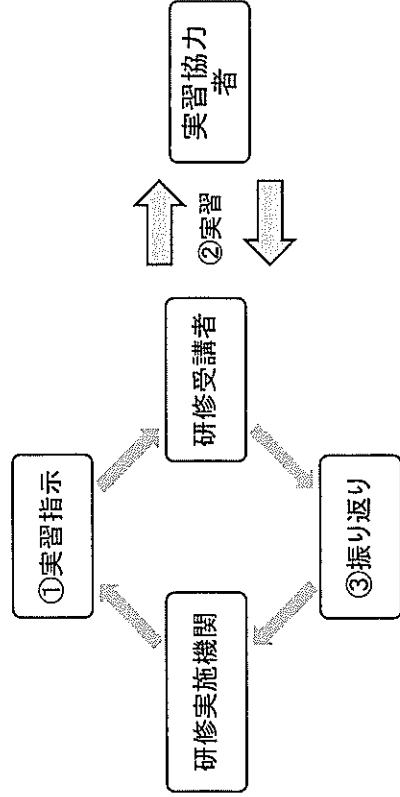 ①実習指示
研修実施機関
研修受講者
②実習
実習協力
者
③振り返り